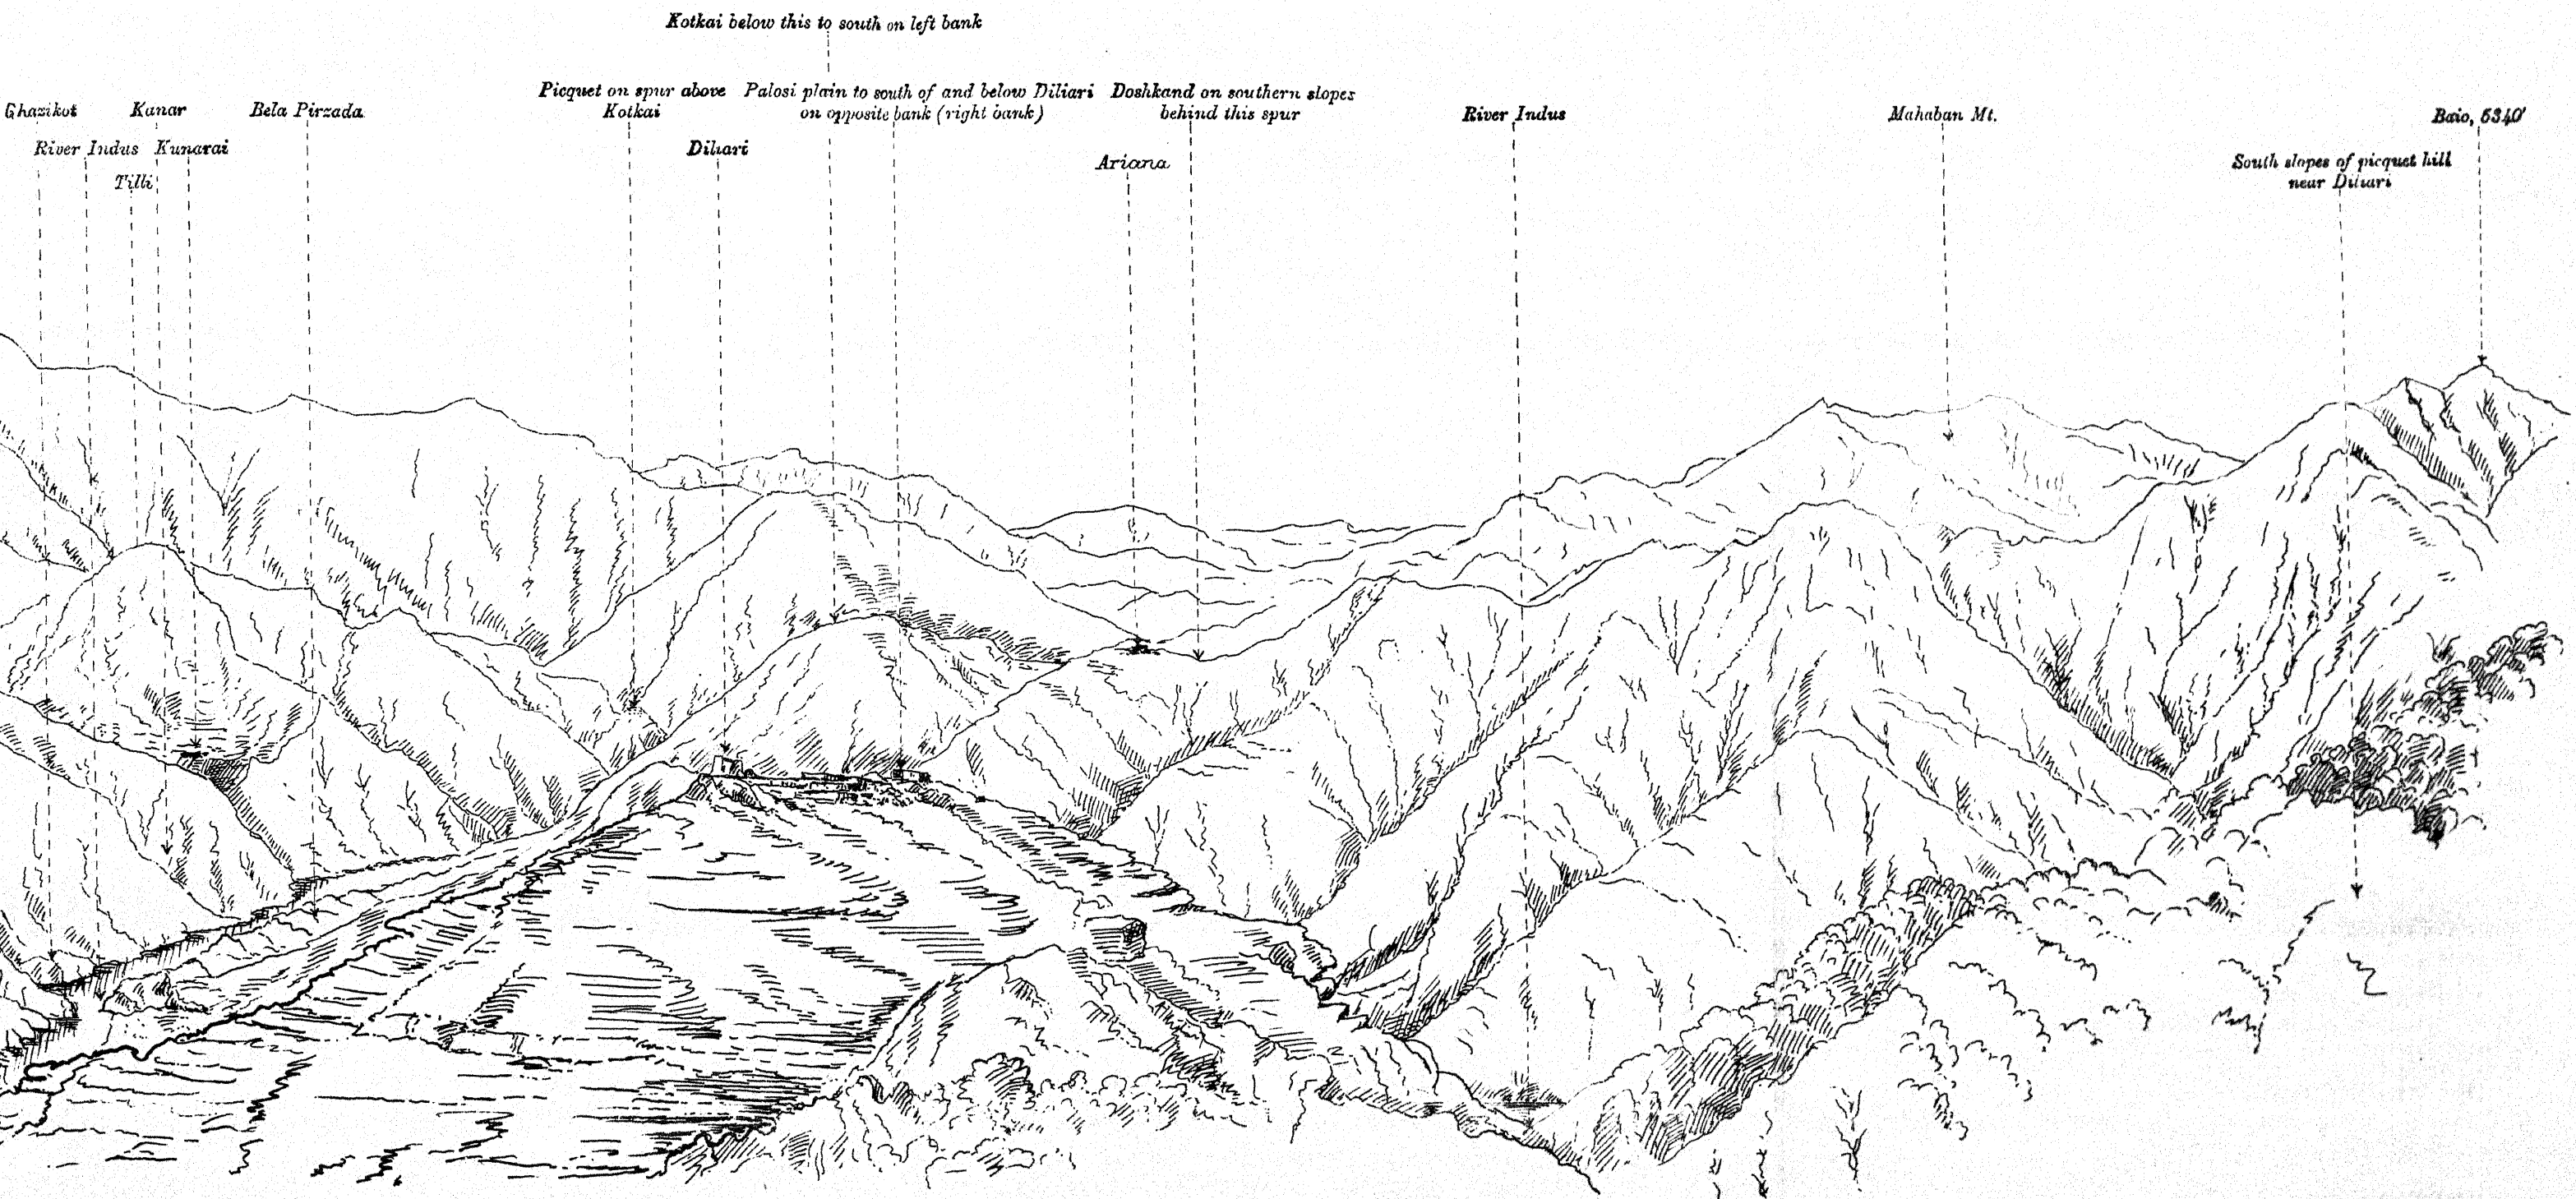 Kotkai below this to south on left bank
Ghazikot
Kunar
Bela Pirzada
Picquet on spur above
Kotkai
Palosi plain to south of and below Diliari
on opposite bank (right bank)
Doshkand on southern slopes
behind this spur
River Indus
Mahaban Mt.
Baio, 5340'
River Indus
Kunarai
Diliari
Ariana
South slopes of picquet hill
near Diliari
Tilli